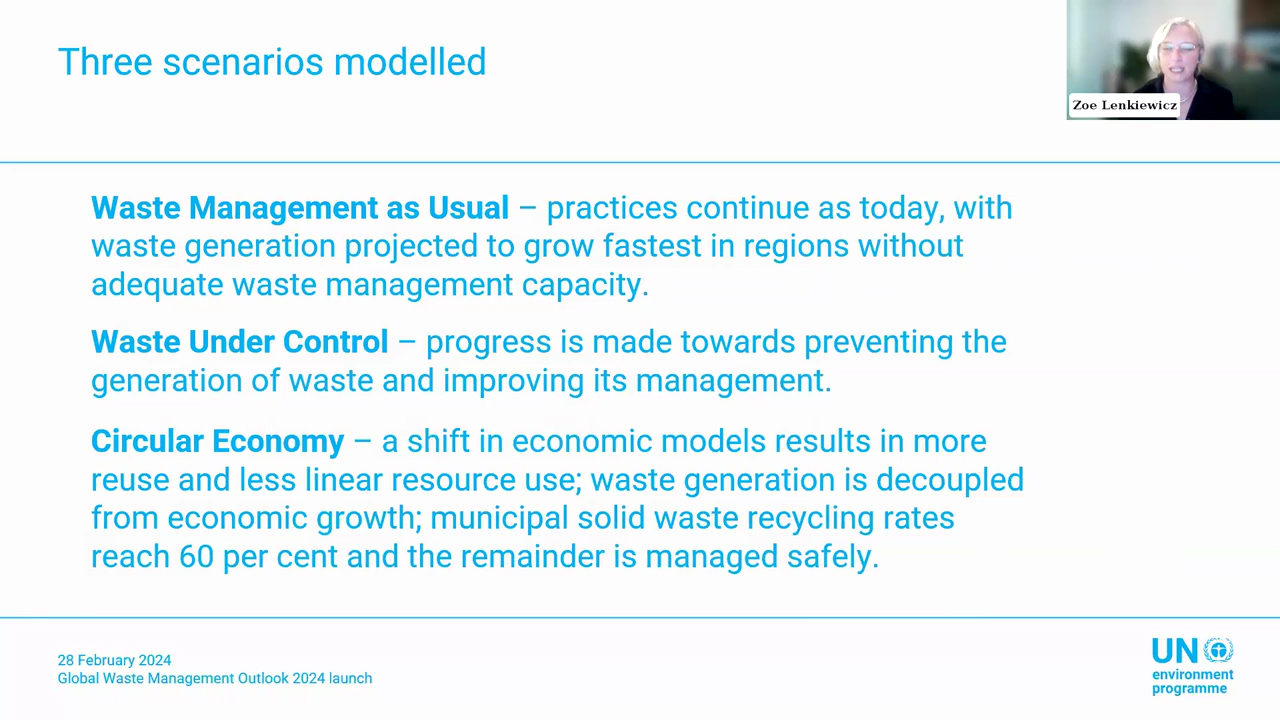 Three scenarios modelled
Zoe Lenkiewicz
Waste Management as Usual – practices continue as today, with
waste generation projected to grow fastest in regions without
adequate waste management capacity.
Waste Under Control – progress is made towards preventing the
generation of waste and improving its management.
Circular Economy – a shift in economic models results in more
reuse and less linear resource use; waste generation is decoupled
from economic growth; municipal solid waste recycling rates
reach 60 per cent and the remainder is managed safely.
28 February 2024
Global Waste Management Outlook 2024 launch
UN
environment
programme